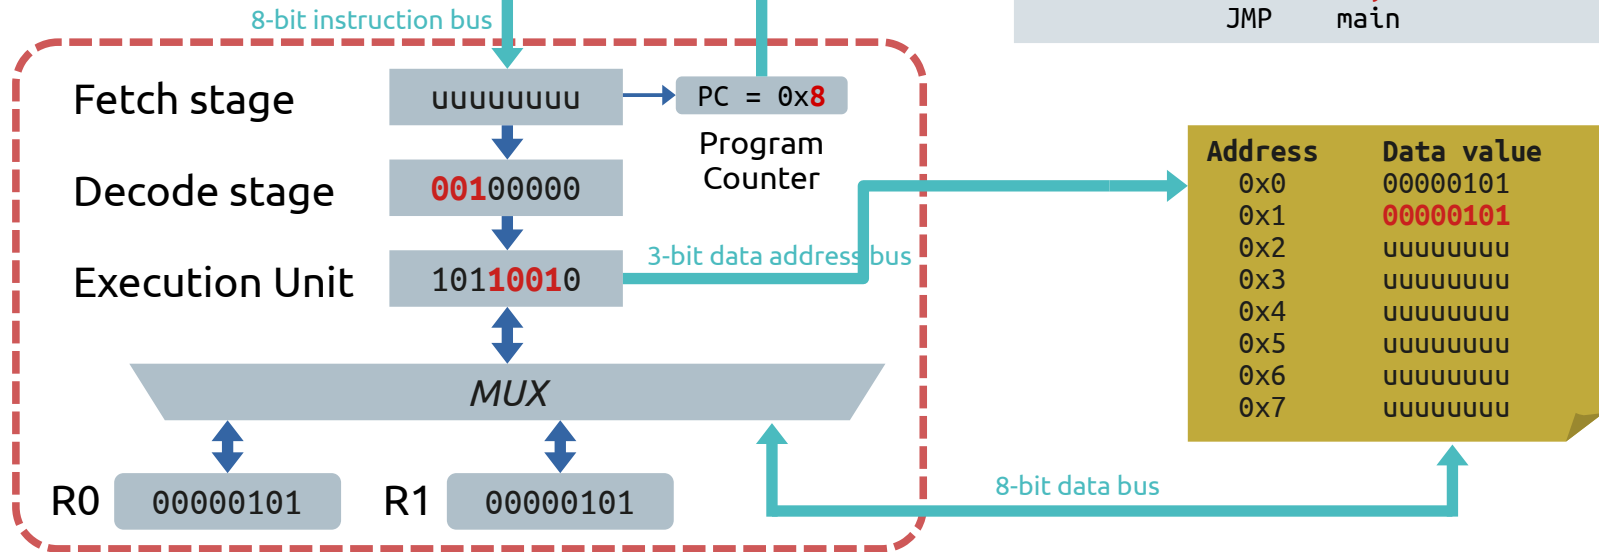 8-bit instruction bus
JMP main
Fetch stage
uuuuuuuu
PC = 0x8
Program
Counter
Decode stage
00100000
Execution Unit
10110010
3-bit data address bus
MUX
R0
00000101
R1
00000101
8-bit data bus
Address Data value
0x0 00000101
0x1 00000101
0x2 uuuuuuuu
0x3 uuuuuuuu
0x4 uuuuuuuu
0x5 uuuuuuuu
0x6 uuuuuuuu
0x7 uuuuuuuu